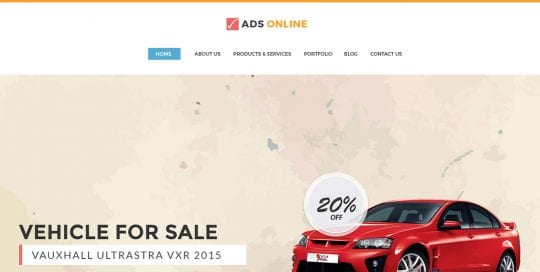 ADS ONLINE
HOME ABOUT US PRODUCTS & SERVICES PORTFOLIO BLOG CONTACT US
20%
OFF
VEHICLE FOR SALE
VAUXHALL ULTRASTRA VXR 2015